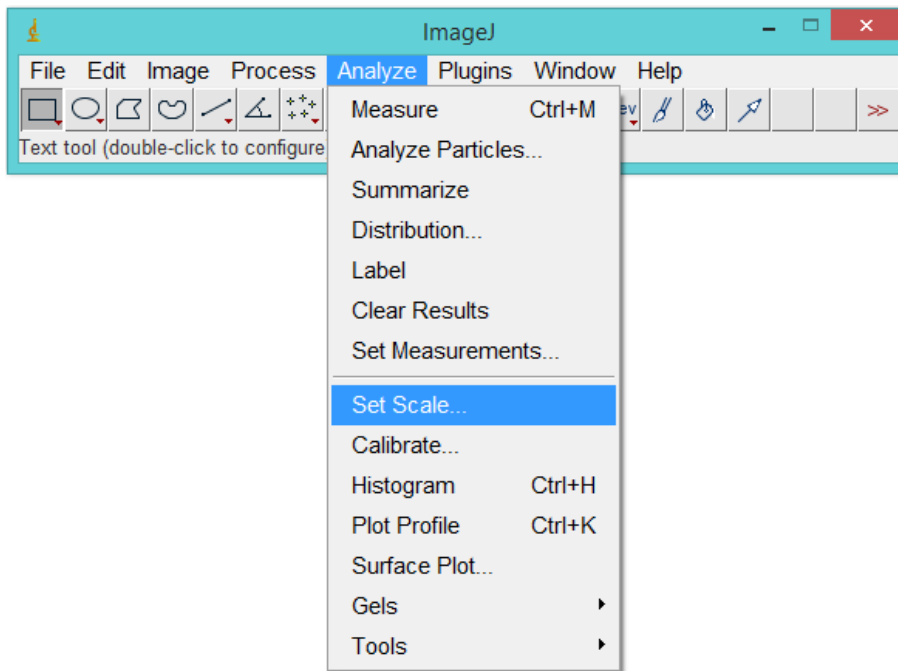 ImageJ
File Edit Image Process Analyze Plugins Window Help
>>
Text tool (double-click to configure
Measure Ctrl+M
Analyze Particles...
Summarize
Distribution...
Label
Clear Results
Set Measurements...
Set Scale...
Calibrate...
Histogram Ctrl+H
Plot Profile Ctrl+K
Surface Plot...
Gels
Tools